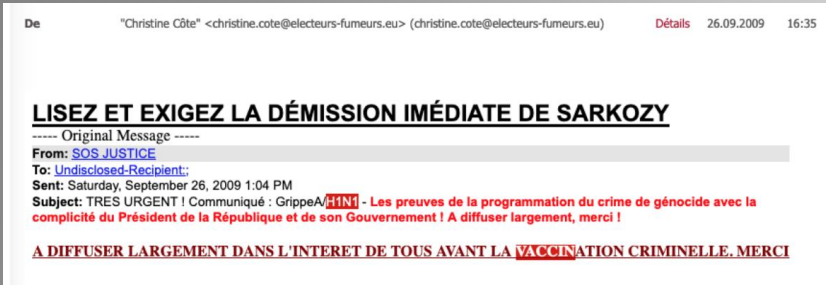 De "Christine Côte" <christine.cote@electeurs-fumeurs.eu> (christine.cote@electeurs-fumeurs.eu) Détails 26.09.2009 16:35
LISEZ ET EXIGEZ LA DÉMISSION IMÉDIATE DE SARKOZY
----- Original Message -----
From: SOS JUSTICE
To: Undisclosed-Recipient:;
Sent: Saturday, September 26, 2009 1:04 PM
Subject: TRES URGENT ! Communiqué : GrippeA/H1N1 - Les preuves de la programmation du crime de génocide avec la
complicité du Président de la République et de son Gouvernement ! A diffuser largement, merci !
A DIFFUSER LARGEMENT DANS L'INTERET DE TOUS AVANT LA VACCINATION CRIMINELLE. MERCI